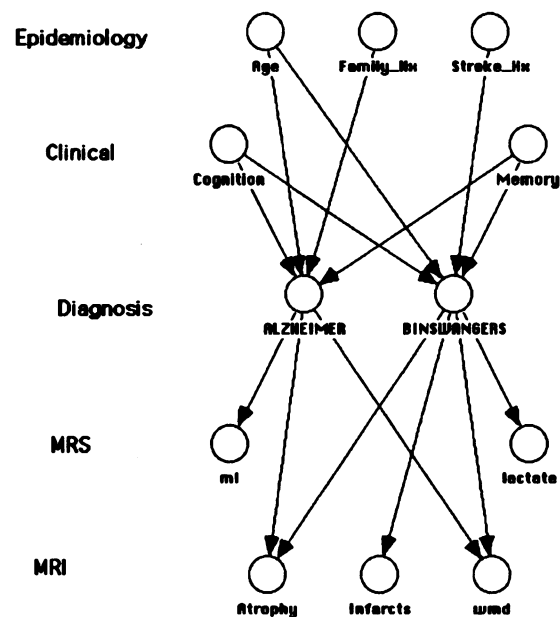 Epidemiology
Age Family_Hx Stroke_Hx
Clinical
Cognition Memory
Diagnosis
ALZHEIMER BINSWANGERS
MRS
mI lactate
MRI
Atrophy Infarcts wmd